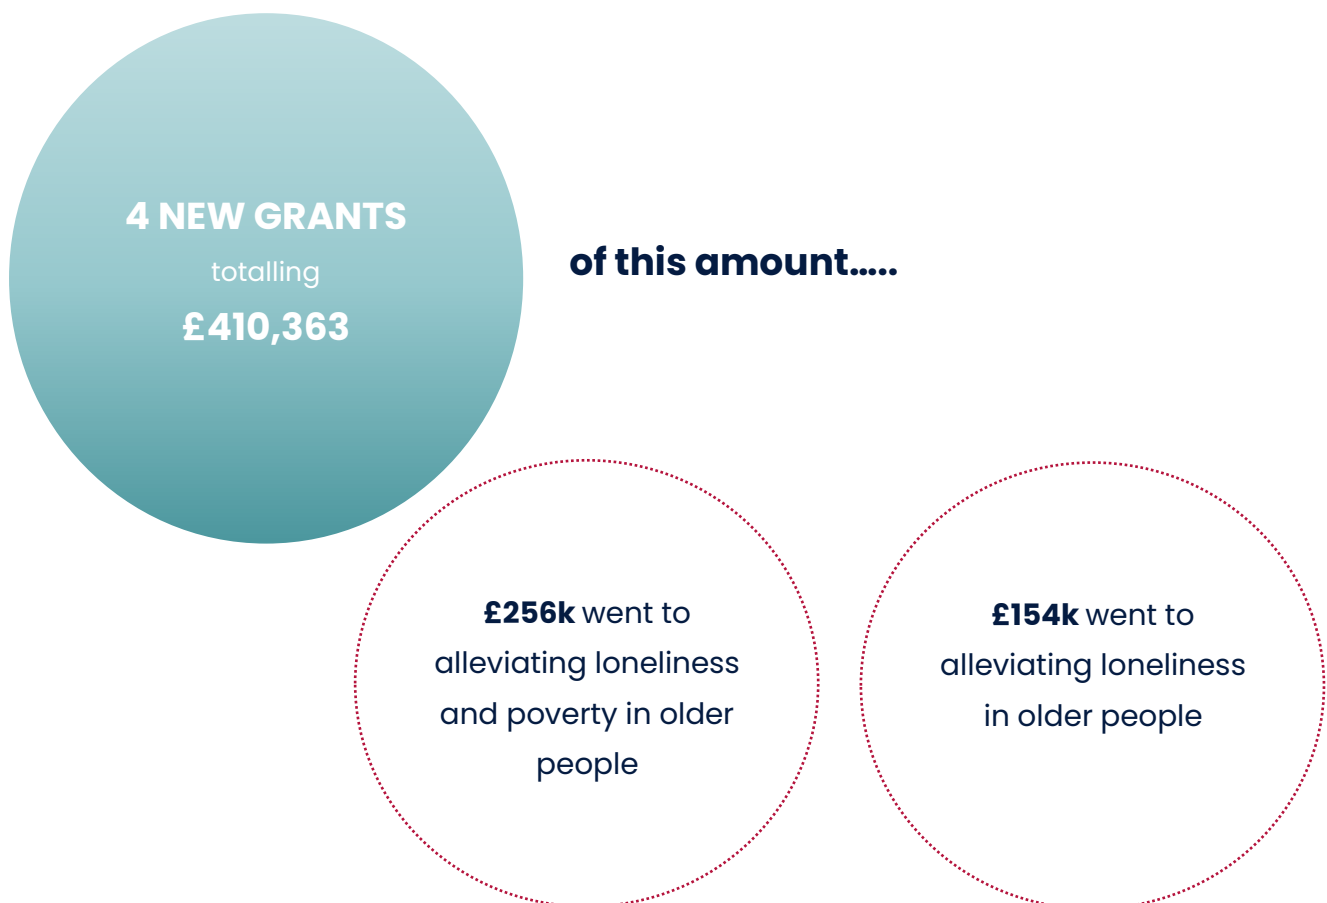 4 NEW GRANTS
totalling
£410,363
of this amount.....
£256k went to
alleviating loneliness
and poverty in older
people
£154k went to
alleviating loneliness
in older people